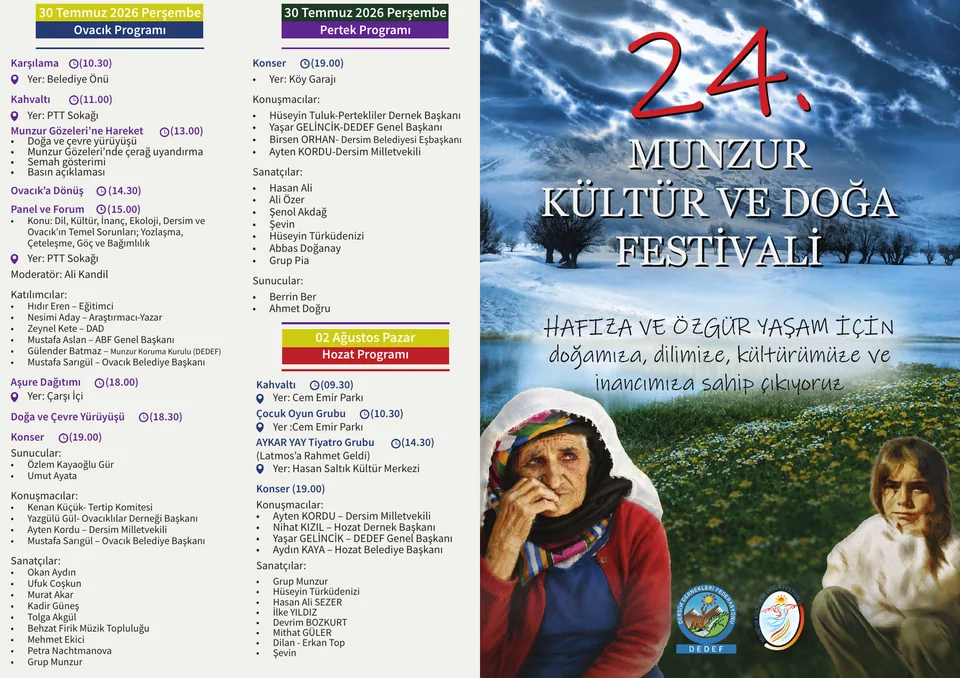 30 Temmuz 2026 Perşembe
Ovacık Programı
Karşılama (10.30)
Yer: Belediye Önü
Kahvaltı (11.00)
Yer: PTT Sokağı
Munzur Gözeleri’ne Hareket (13.00)
• Doğa ve çevre yürüyüşü
• Munzur Gözeleri’nde çerağ uyandırma
• Semah gösterimi
• Basın açıklaması
Ovacık’a Dönüş (14.30)
Panel ve Forum (15.00)
• Konu: Dil, Kültür, İnanç, Ekoloji, Dersim ve
Ovacık’ın Temel Sorunları; Yozlaşma,
Çeteleşme, Göç ve Bağımlılık
Yer: PTT Sokağı
Moderatör: Ali Kandil
Katılımcılar:
• Hıdır Eren – Eğitimci
• Nesimi Aday – Araştırmacı-Yazar
• Zeynel Kete – DAD
• Mustafa Aslan – ABF Genel Başkanı
• Gülender Batmaz – Munzur Koruma Kurulu (DEDEF)
• Mustafa Sarıgül – Ovacık Belediye Başkanı
Aşure Dağıtımı (18.00)
Yer: Çarşı İçi
Doğa ve Çevre Yürüyüşü (18.30)
Konser (19.00)
Sunucular:
• Özlem Kayaoğlu Gür
• Umut Ayata
Konuşmacılar:
• Kenan Küçük- Tertip Komitesi
• Yazgülü Gül- Ovacıklılar Derneği Başkanı
• Ayten Kordu – Dersim Milletvekili
• Mustafa Sarıgül – Ovacık Belediye Başkanı
Sanatçılar:
• Okan Aydın
• Ufuk Coşkun
• Murat Akar
• Kadir Güneş
• Tolga Akgül
• Behzat Firik Müzik Topluluğu
• Mehmet Ekici
• Petra Nachtmanova
• Grup Munzur
30 Temmuz 2026 Perşembe
Pertek Programı
Konser (19.00)
• Yer: Köy Garajı
Konuşmacılar:
• Hüseyin Tuluk-Pertekliler Dernek Başkanı
• Yaşar GELİNCİK-DEDEF Genel Başkanı
• Birsen ORHAN- Dersim Belediyesi Eşbaşkanı
• Ayten KORDU-Dersim Milletvekili
Sanatçılar:
• Hasan Ali
• Ali Özer
• Şenol Akdağ
• Şevin
• Hüseyin Türküdenizi
• Abbas Doğanay
• Grup Pia
Sunucular:
• Berrin Ber
• Ahmet Doğru
02 Ağustos Pazar
Hozat Programı
Kahvaltı (09.30)
Yer: Cem Emir Parkı
Çocuk Oyun Grubu (10.30)
Yer :Cem Emir Parkı
AYKAR YAY Tiyatro Grubu (14.30)
(Latmos’a Rahmet Geldi)
Yer: Hasan Saltık Kültür Merkezi
Konser (19.00)
Konuşmacılar:
• Ayten KORDU – Dersim Milletvekili
• Nihat KIZIL – Hozat Dernek Başkanı
• Yaşar GELİNCİK – DEDEF Genel Başkanı
• Aydın KAYA – Hozat Belediye Başkanı
Sanatçılar:
• Grup Munzur
• Hüseyin Türküdenizi
• Hasan Ali SEZER
• İlke YILDIZ
• Devrim BOZKURT
• Mithat GÜLER
• Dilan - Erkan Top
• Şevin
24.
MUNZUR
KÜLTÜR VE DOĞA
FESTİVALİ
HAFIZA VE ÖZGÜR YAŞAM İÇİN
doğamıza, dilimize, kültürümüze ve
inancımıza sahip çıkıyoruz
DERSİM DERNEKLERİ FEDERASYONU
DEDEF